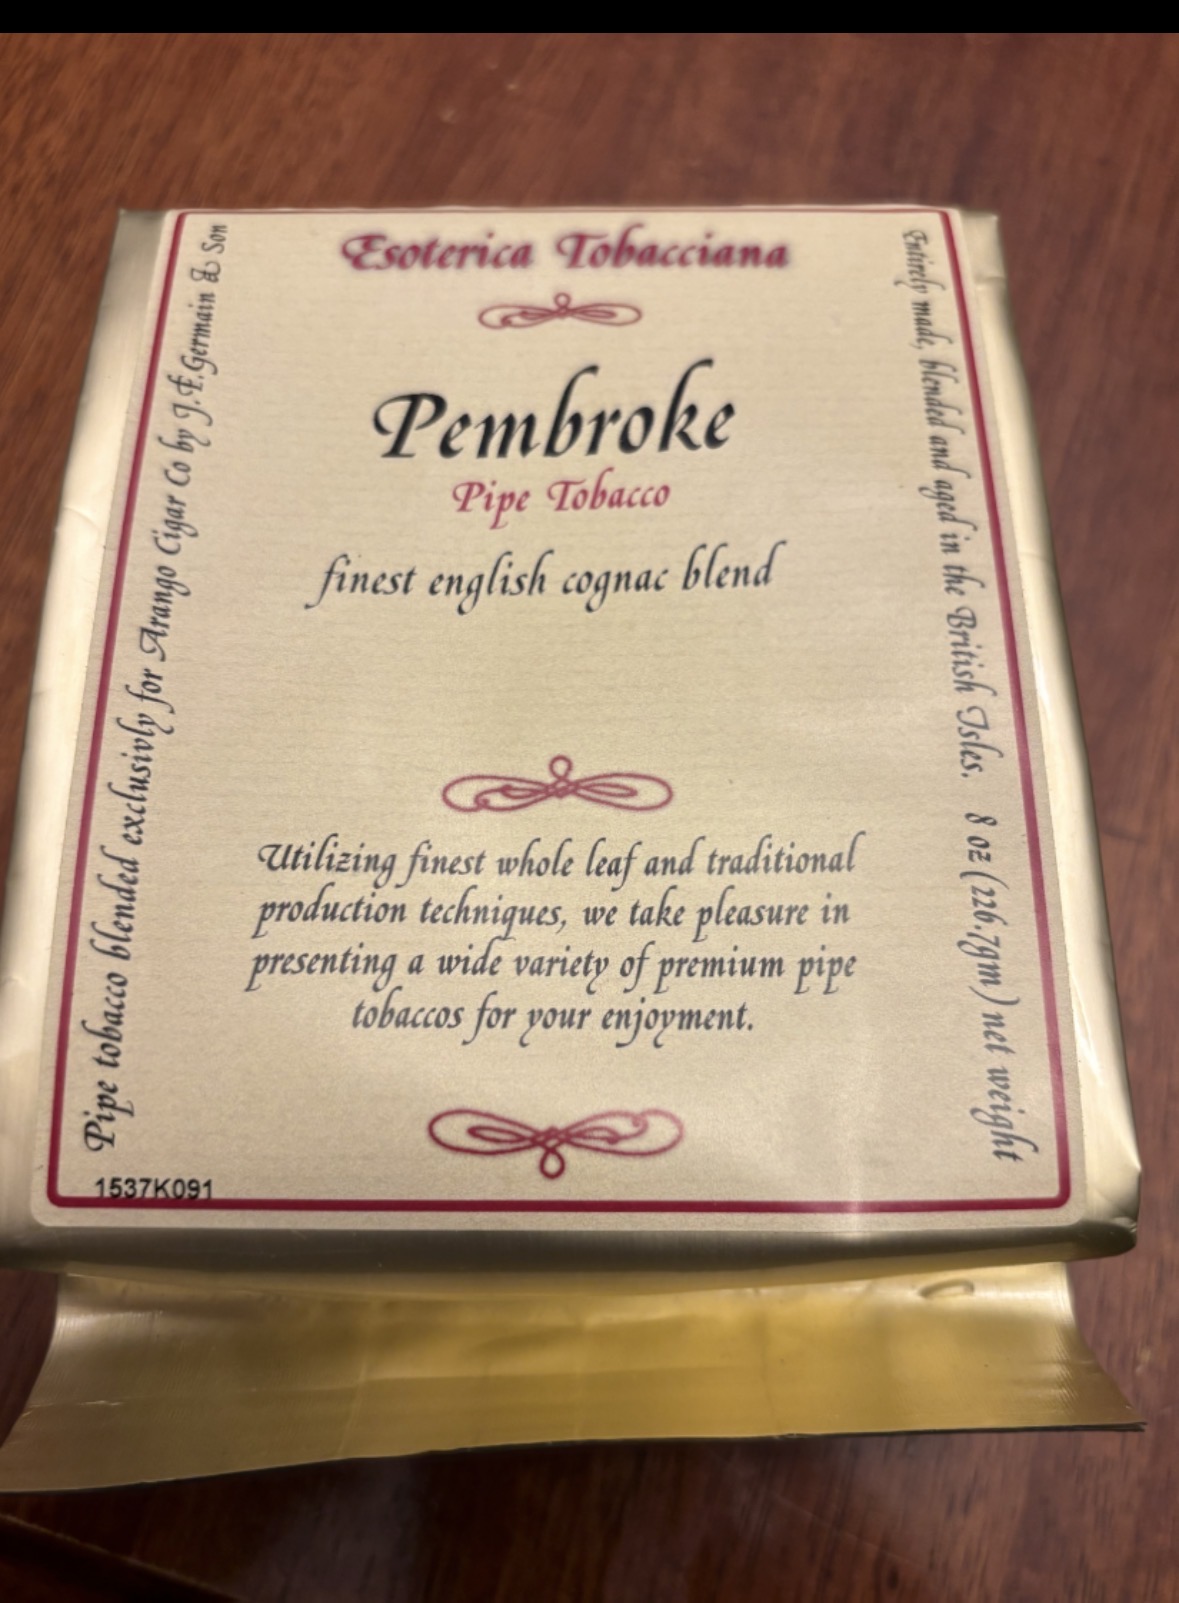 Esoterica Tobacciana
Pembroke
Pipe Tobacco
finest english cognac blend
Utilizing finest whole leaf and traditional
production techniques, we take pleasure in
presenting a wide variety of premium pipe
tobaccos for your enjoyment.
Pipe tobacco blended exclusivly for Arango Cigar Co by J.F.Germain & Son
Entirely made, blended and aged in the British Isles. 8 oz (226.7gm) net weight
1537K091